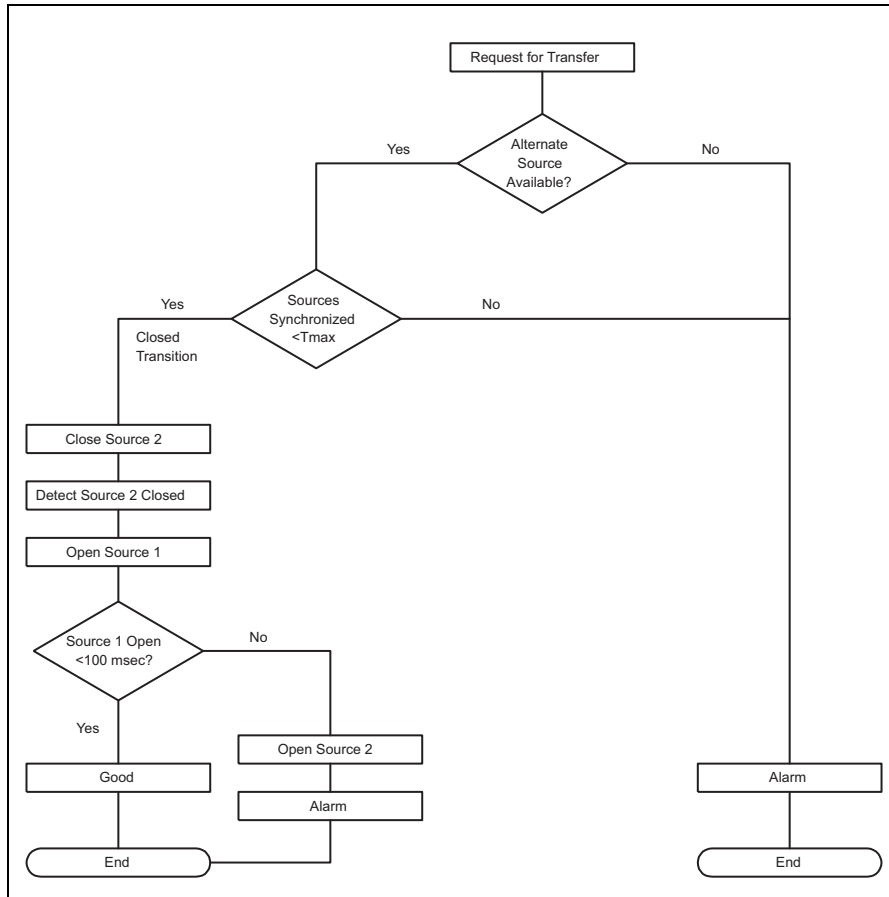 Request for Transfer
Alternate
Source
Available?
Yes
No
Sources
Synchronized
<Tmax
Yes
No
Closed
Transition
Close Source 2
Detect Source 2 Closed
Open Source 1
Source 1 Open
<100 msec?
No
Yes
Open Source 2
Good
Alarm
Alarm
End
End